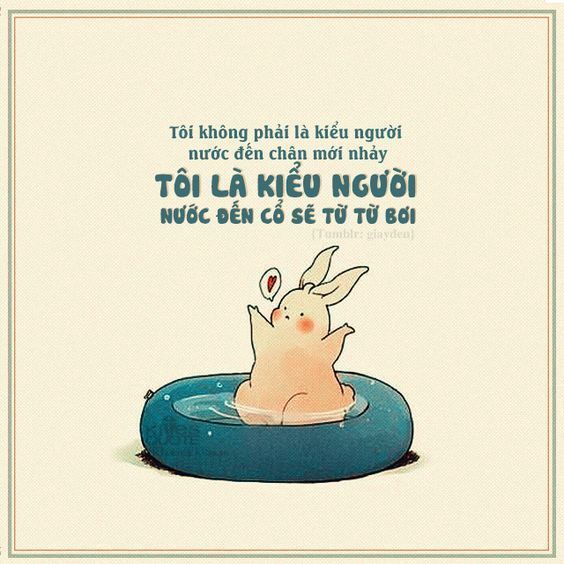 Tôi không phải là kiểu người
nước đến chân mới nhảy
TÔI LÀ KIỂU NGƯỜI
NƯỚC ĐẾN CỔ SẼ TỪ TỪ BƠI
{Tumblr: giayden}
QUOTE